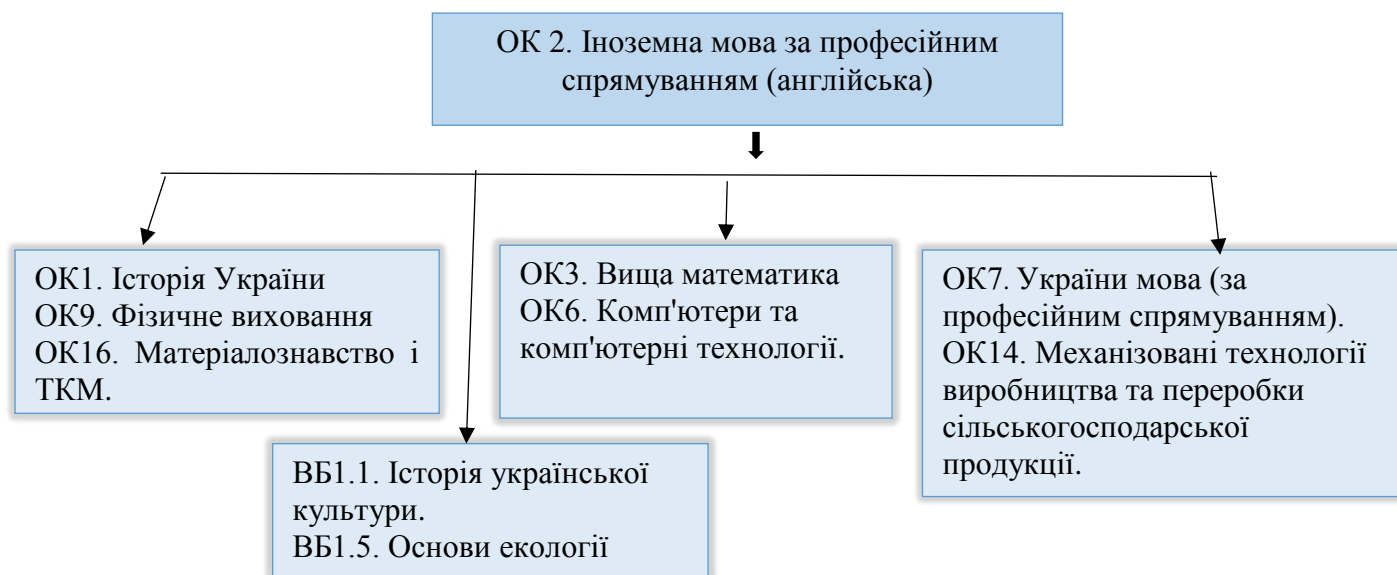 ОК 2. Іноземна мова за професійним
спрямуванням (англійська)
ОК1. Історія України
ОК9. Фізичне виховання
ОК16. Матеріалознавство і
ТКМ.
ОК3. Вища математика
ОК6. Комп'ютери та
комп'ютерні технології.
ОК7. України мова (за
професійним спрямуванням).
ОК14. Механізовані технології
виробництва та переробки
сільськогосподарської
продукції.
ВБ1.1. Історія української
культури.
ВБ1.5. Основи екології